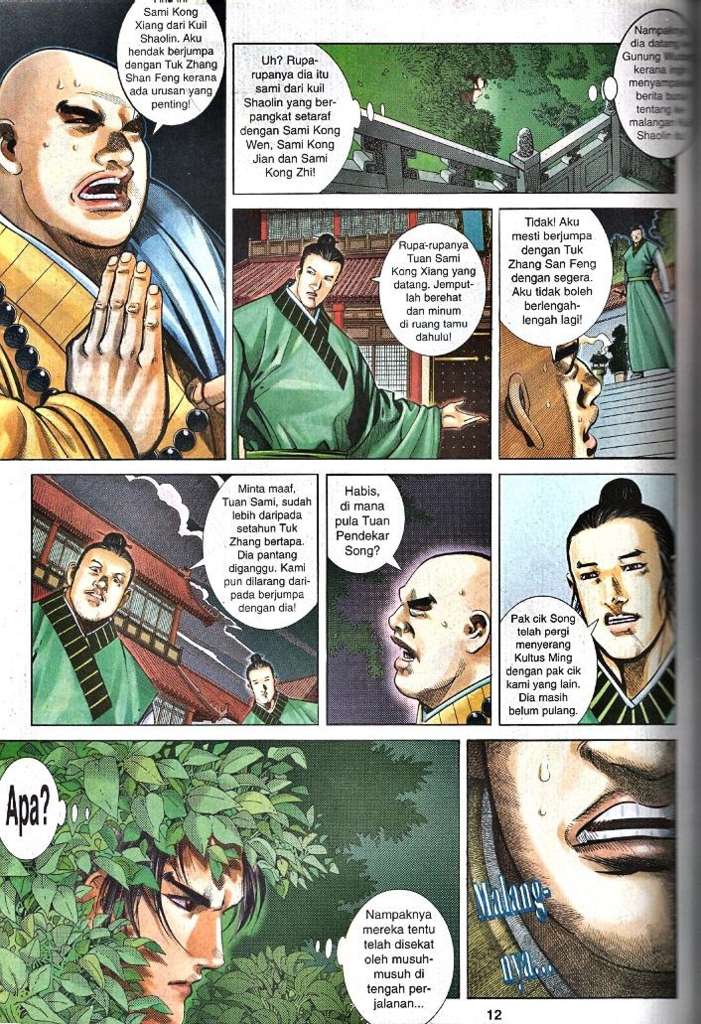 Sami Kong
Xiang dari Kuil
Shaolin. Aku
hendak berjumpa
dengan Tuk Zhang
Shan Feng kerana
ada urusan yang
penting!
Uh? Rupa-
rupanya dia itu
sami dari kuil
Shaolin yang ber-
pangkat setaraf
dengan Sami Kong
Wen, Sami Kong
Jian dan Sami
Kong Zhi!
Nampaknya
dia datang
Gunung
kerana
menyampai
berita
tentang
malangan
Shaolin
Rupa-rupanya
Tuan Sami
Kong Xiang yang
datang. Jemput-
lah berehat
dan minum
di ruang tamu
dahulu!
Tidak! Aku
mesti berjumpa
dengan Tuk
Zhang San Feng
dengan segera.
Aku tidak boleh
berlengah-
lengah lagi!
Minta maaf,
Tuan Sami, sudah
lebih daripada
setahun Tuk
Zhang bertapa.
Dia pantang
diganggu. Kami
pun dilarang dari-
pada berjumpa
dengan dia!
Habis,
di mana
pula Tuan
Pendekar
Song?
Pak cik Song
telah pergi
menyerang
Kultus Ming
dengan pak cik
kami yang lain.
Dia masih
belum pulang.
Apa?
Nampaknya
mereka tentu
telah disekat
oleh musuh-
musuh di
tengah per-
jalanan...
Malang-
nya...
12